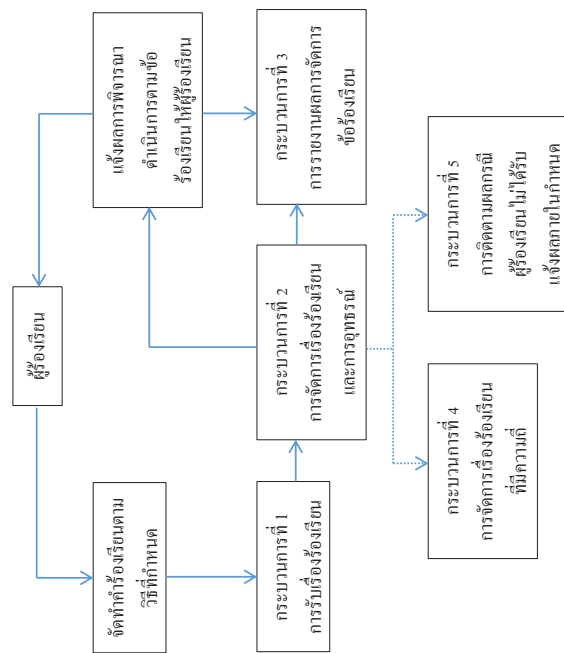 ผู้ร้องเรียน
จัดทำคำร้องเรียนตาม
วิธีที่กำหนด
แจ้งผลการพิจารณา
ดำเนินการตามข้อ
ร้องเรียนให้ผู้ร้องเรียน
กระบวนการที่ 1
การรับเรื่องร้องเรียน
กระบวนการที่ 2
การจัดการเรื่องร้องเรียน
และการอุทธรณ์
กระบวนการที่ 3
การรายงานผลการจัดการ
ข้อร้องเรียน
กระบวนการที่ 4
การจัดการเรื่องร้องเรียน
ที่มีความถี่
กระบวนการที่ 5
การติดตามผลกรณี
ผู้ร้องเรียนไม่ได้รับ
แจ้งผลภายในกำหนด